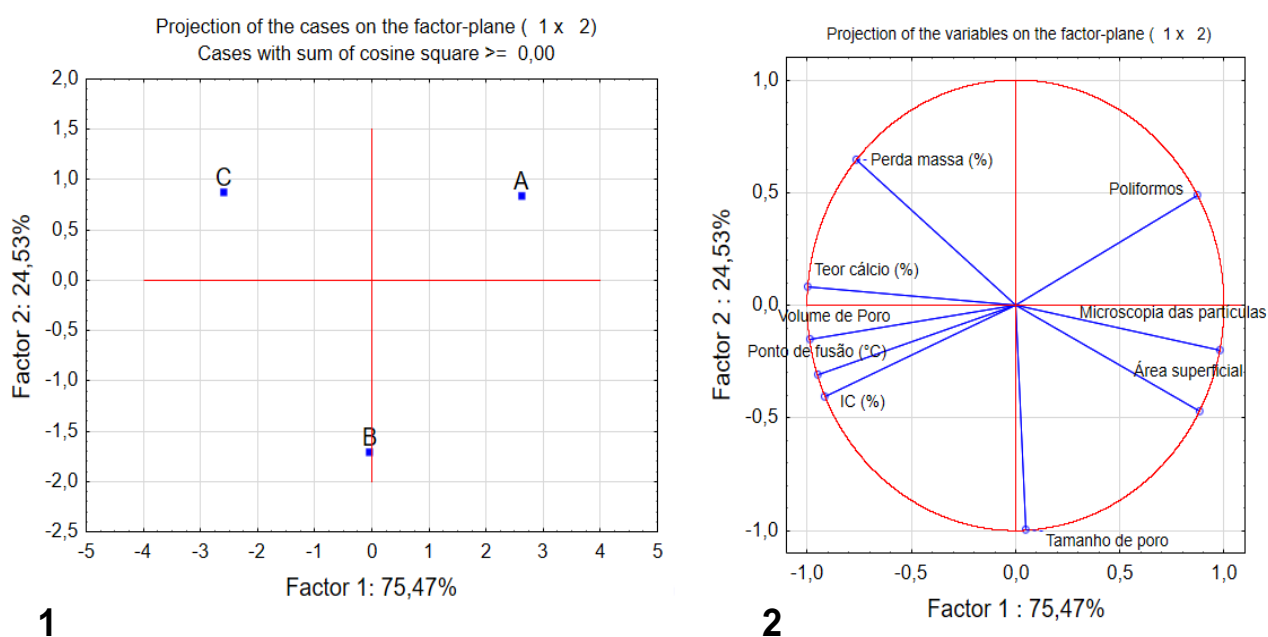 Projection of the cases on the factor-plane ( 1 x 2)
Cases with sum of cosine square >= 0,00
2,0
1,5
1,0
0,5
0,0
-0,5
-1,0
-1,5
-2,0
-2,5
C
A
B
-5 -4 -3 -2 -1 0 1 2 3 4 5
Factor 2: 24,53%
Factor 1: 75,47%
1
Projection of the variables on the factor-plane ( 1 x 2)
1,0
0,5
0,0
-0,5
-1,0
Perda massa (%)
Poliformos
Teor cálcio (%)
Volume de Poro
Microscopia das particulas
Ponto de fusão (°C)
Área superficial
IC (%)
Tamanho de poro
-1,0 -0,5 0,0 0,5 1,0
Factor 2 : 24,53%
Factor 1 : 75,47%
2